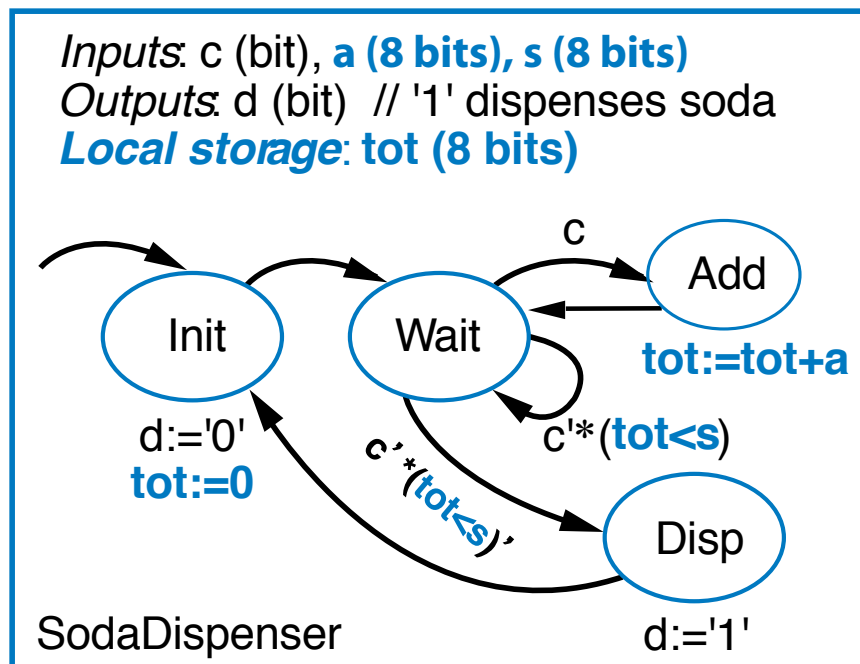 Inputs: c (bit), a (8 bits), s (8 bits)
Outputs: d (bit) // '1' dispenses soda
Local storage: tot (8 bits)
c
Add
Init
Wait
tot:=tot+a
d:='0'
c'*(tot<s)
tot:=0
c'*(tot<s)'
Disp
SodaDispenser
d:='1'